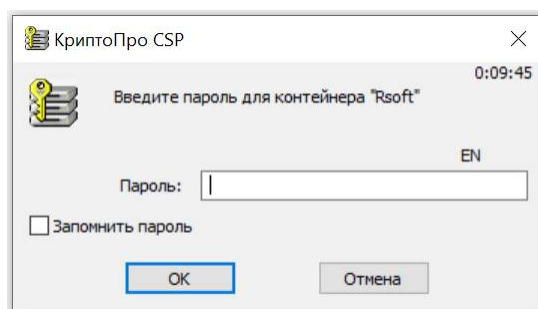 КриптоПро CSP
0:09:45
Введите пароль для контейнера "Rsoft"
EN
Пароль:
Запомнить пароль
OK
Отмена